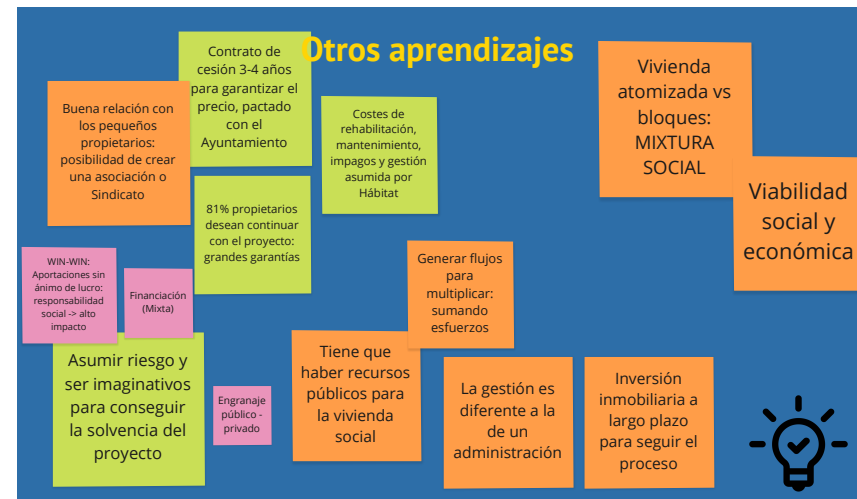 Otros aprendizajes
Contrato de
cesión 3-4 años
para garantizar el
precio, pactado
con el
Ayuntamiento
Buena relación con
los pequeños
propietarios:
posibilidad de crear
una asociación o
Sindicato
Costes de
rehabilitación,
mantenimiento,
impagos y gestión
asumida por
Hábitat
Vivienda
atomizada vs
bloques:
MIXTURA
SOCIAL
Viabilidad
social y
económica
81% propietarios
desean continuar
con el proyecto:
grandes garantías
WIN-WIN:
Aportaciones sin
ánimo de lucro:
responsabilidad
social -> alto
impacto
Financiación
(Mixta)
Generar flujos
para
multiplicar:
sumando
esfuerzos
Asumir riesgo y
ser imaginativos
para conseguir
la solvencia del
proyecto
Engranaje
público -
privado
Tiene que
haber recursos
públicos para
la vivienda
social
La gestión es
diferente a la
de un
administración
Inversión
inmobiliaria a
largo plazo
para seguir el
proceso